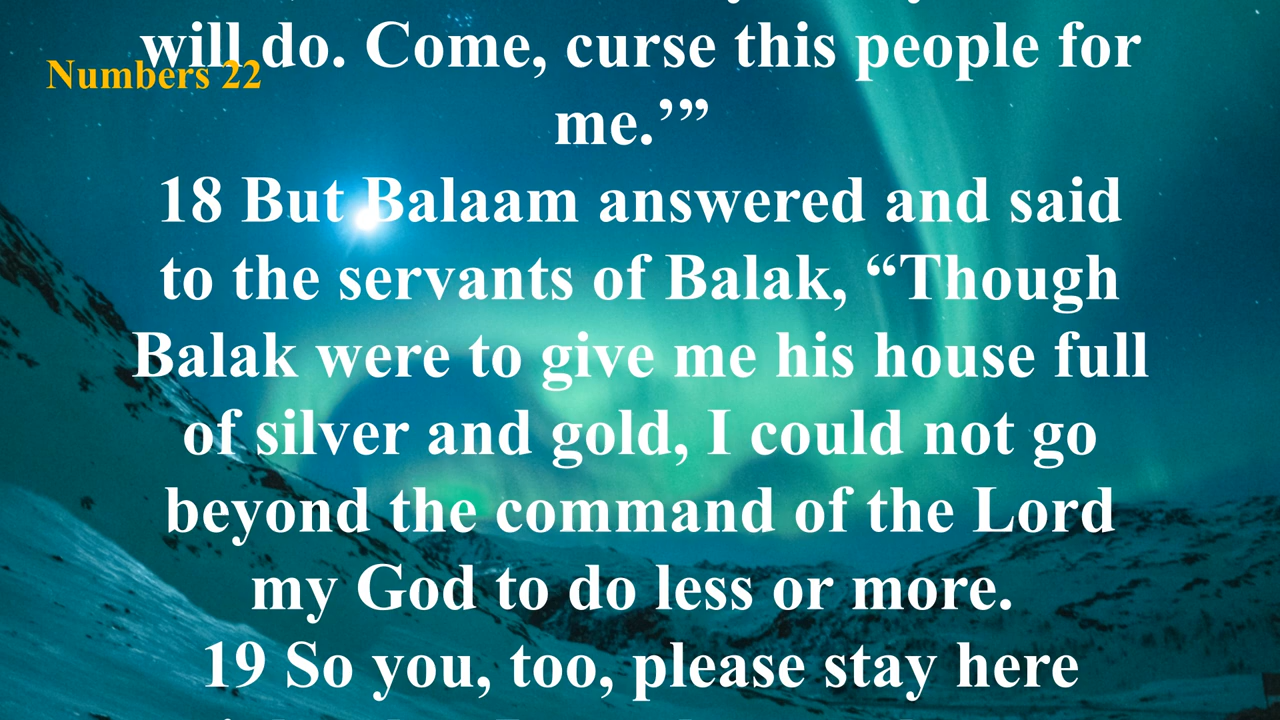 will do. Come, curse this people for
Numbers 22
me.’”
18 But Balaam answered and said
to the servants of Balak, “Though
Balak were to give me his house full
of silver and gold, I could not go
beyond the command of the Lord
my God to do less or more.
19 So you, too, please stay here